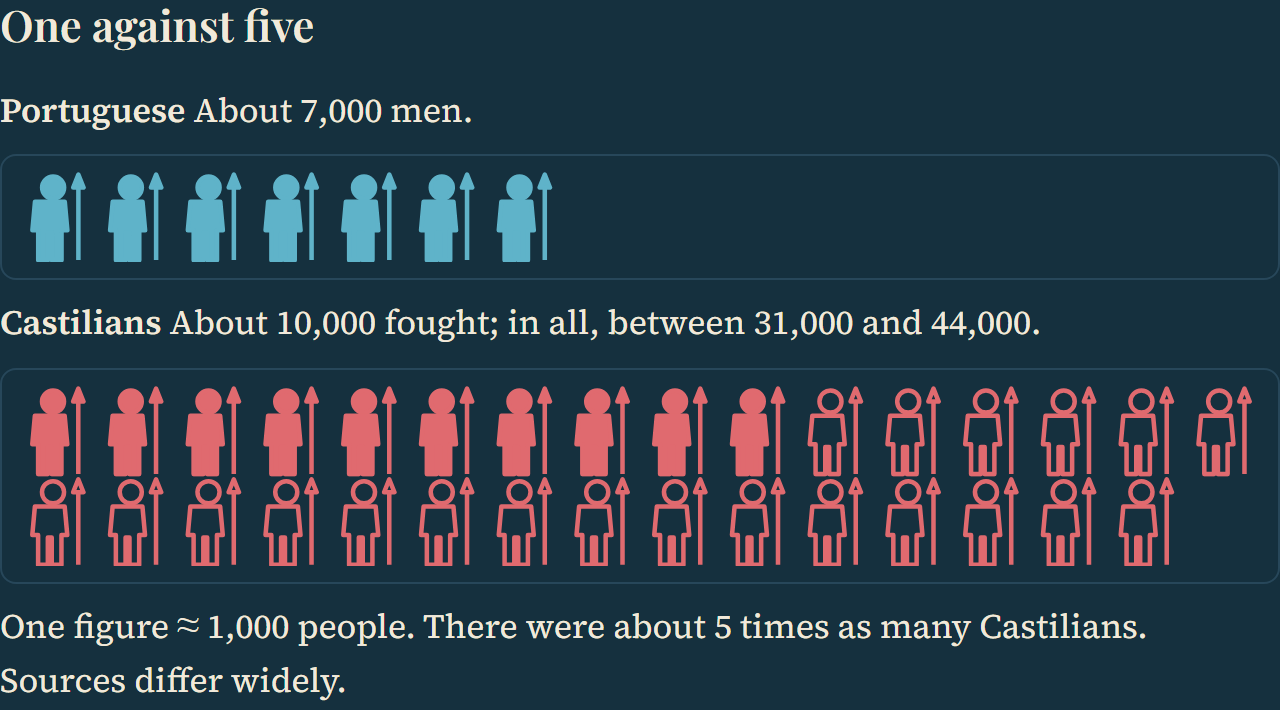 One against five
Portuguese About 7,000 men.
Castilians About 10,000 fought; in all, between 31,000 and 44,000.
One figure ≈ 1,000 people. There were about 5 times as many Castilians.
Sources differ widely.